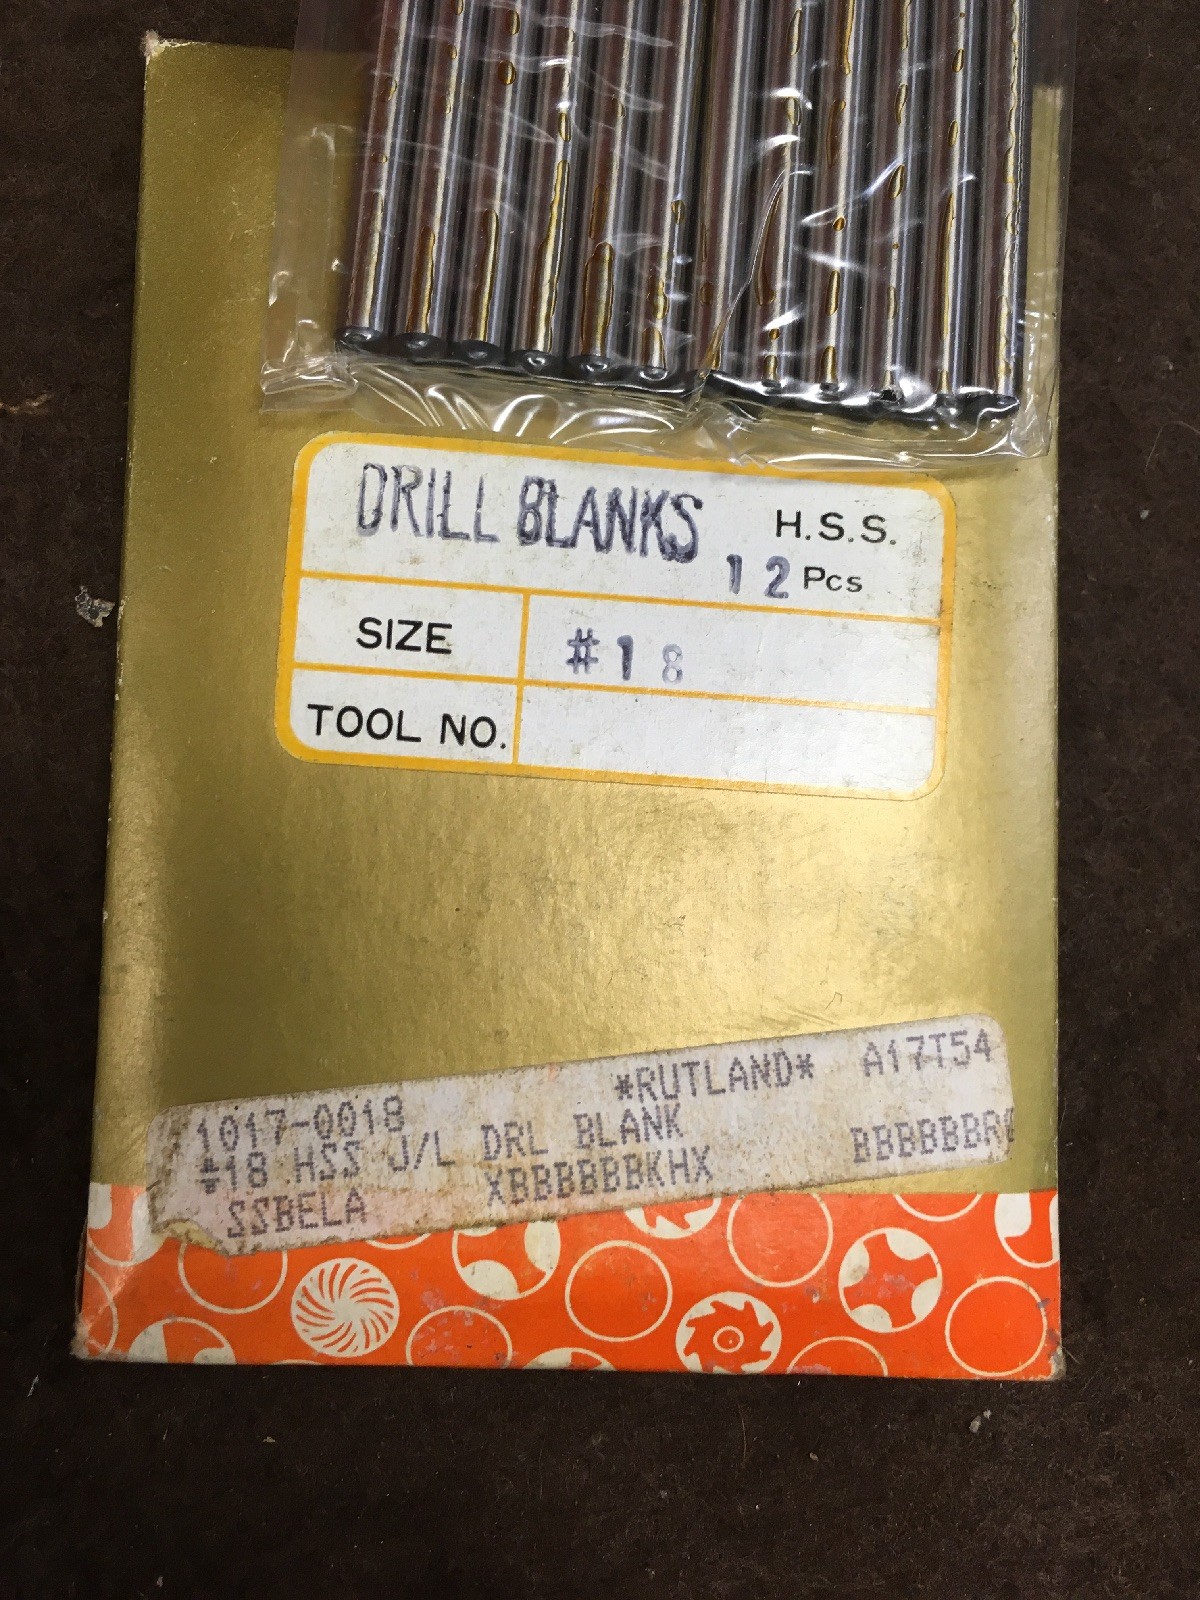 DRILL BLANKS H.S.S.
12 Pcs
SIZE #18
TOOL NO.
*RUTLAND* A17T54
1017-0018
#18 HSS J/L DRL BLANK
SSBELA XBBBBBBKHX BBBBBBR